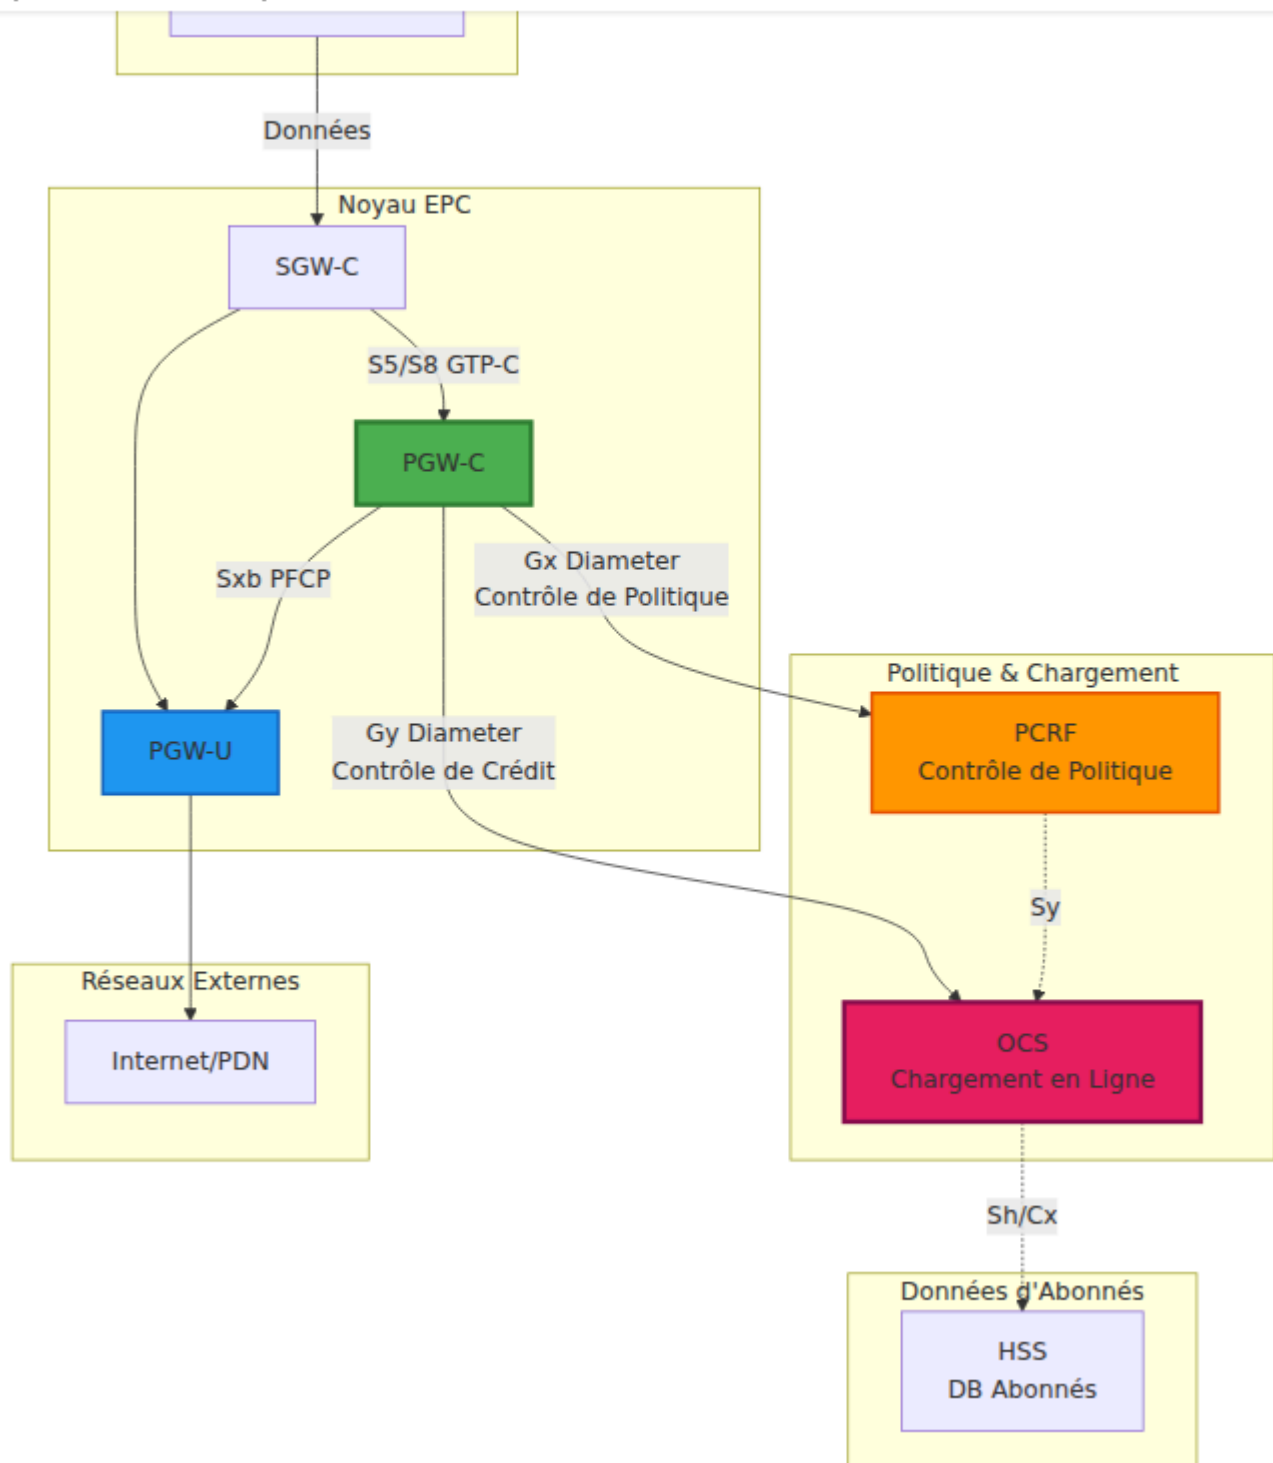 Données
Noyau EPC
SGW-C
S5/S8 GTP-C
PGW-C
Gx Diameter
Contrôle de Politique
Sxb PFCP
Politique & Chargement
PCRF
Contrôle de Politique
Gy Diameter
Contrôle de Crédit
PGW-U
Sy
Réseaux Externes
Internet/PDN
OCS
Chargement en Ligne
Sh/Cx
Données d'Abonnés
HSS
DB Abonnés